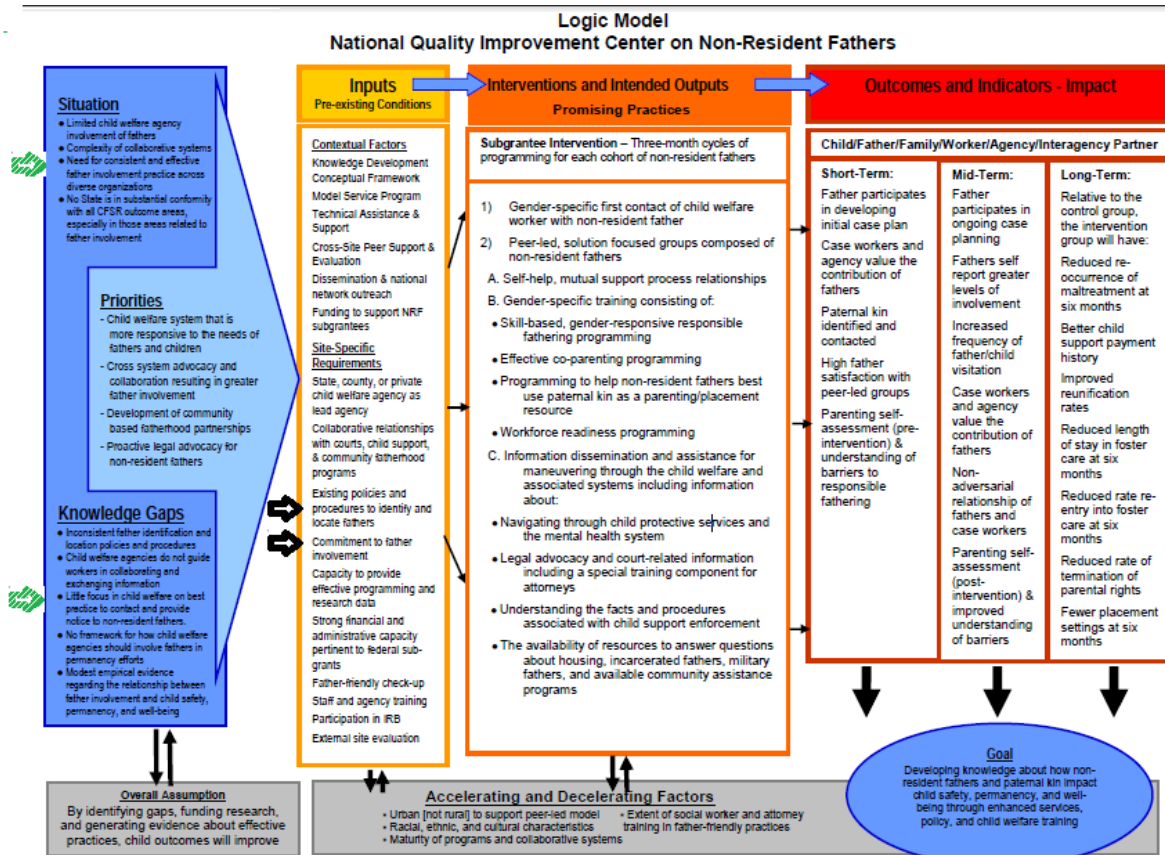 Logic Model
National Quality Improvement Center on Non-Resident Fathers
Situation
● Limited child welfare agency
involvement of fathers
● Complexity of collaborative systems
● Need for consistent and effective
father involvement practice across
diverse organizations
● No State is in substantial conformity
with all CFSR outcome areas,
especially in those areas related to
father involvement
Priorities
- Child welfare system that is
more responsive to the needs of
fathers and children
- Cross system advocacy and
collaboration resulting in greater
father involvement
- Development of community
based fatherhood partnerships
- Proactive legal advocacy for
non-resident fathers
Knowledge Gaps
● Inconsistent father identification and
location policies and procedures
● Child welfare agencies do not guide
workers in collaborating and
exchanging information
● Little focus in child welfare on best
practice to contact and provide
notice to non-resident fathers.
● No framework for how child welfare
agencies should involve fathers in
permanency efforts
● Modest empirical evidence
regarding the relationship between
father involvement and child safety,
permanency, and well-being
Inputs
Pre-existing Conditions
Contextual Factors
Knowledge Development
Conceptual Framework
Model Service Program
Technical Assistance &
Support
Cross-Site Peer Support &
Evaluation
Dissemination & national
network outreach
Funding to support NRF
subgrantees
Site-Specific
Requirements
State, county, or private
child welfare agency as
lead agency
Collaborative relationships
with courts, child support,
& community fatherhood
programs
Existing policies and
procedures to identify and
locate fathers
Commitment to father
involvement
Capacity to provide
effective programming and
research data
Strong financial and
administrative capacity
pertinent to federal sub-
grants
Father-friendly check-up
Staff and agency training
Participation in IRB
External site evaluation
Interventions and Intended Outputs
Promising Practices
Subgrantee Intervention – Three-month cycles
of programming for each cohort of non-resident
fathers
1) Gender-specific first contact of child welfare
worker with non-resident father
2) Peer-led, solution focused groups composed of
non-resident fathers
A. Self-help, mutual support process relationships
B. Gender-specific training consisting of:
● Skill-based, gender-responsive responsible
fathering programming
● Effective co-parenting programming
● Programming to help non-resident fathers best
use paternal kin as a parenting/placement
resource
● Workforce readiness programming
C. Information dissemination and assistance for
maneuvering through the child welfare and
associated systems including information
about:
● Navigating through child protective services and
the mental health system
● Legal advocacy and court-related information
including a special training component for
attorneys
● Understanding the facts and procedures
associated with child support enforcement
● The availability of resources to answer questions
about housing, incarcerated fathers, military
fathers, and available community assistance
programs
Outcomes and Indicators - Impact
Child/Father/Family/Worker/Agency/Interagency Partner
Short-Term:
Father participates
in developing
initial case plan
Case workers and
agency value the
contribution of
fathers
Paternal kin
identified and
contacted
High father
satisfaction with
peer-led groups
Parenting self-
assessment (pre-
intervention) &
understanding of
barriers to
responsible
fathering
Mid-Term:
Father
participates in
ongoing case
planning
Fathers self
report greater
levels of
involvement
Increased
frequency of
father/child
visitation
Case workers
and agency
value the
contribution of
fathers
Non-
adversarial
relationship of
fathers and
case workers
Parenting self-
assessment
(post-
intervention) &
improved
understanding
of barriers
Long-Term:
Relative to the
control group,
the intervention
group will have:
Reduced re-
occurrence of
maltreatment at
six months
Better child
support payment
history
Improved
reunification
rates
Reduced length
of stay in foster
care at six
months
Reduced rate re-
entry into foster
care at six
months
Reduced rate of
termination of
parental rights
Fewer placement
settings at six
months
Goal
Developing knowledge about how non-
resident fathers and paternal kin impact
child safety, permanency, and well-
being through enhanced services,
policy, and child welfare training
Overall Assumption
By identifying gaps, funding research,
and generating evidence about effective
practices, child outcomes will improve
Accelerating and Decelerating Factors
• Urban [not rural] to support peer-led model
• Racial, ethnic, and cultural characteristics
• Maturity of programs and collaborative systems
• Extent of social worker and attorney
training in father-friendly practices